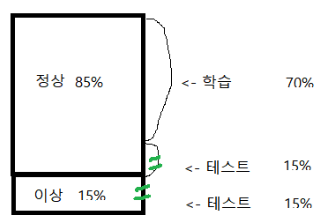 정상 85% <- 학습 70%
<- 테스트 15%
이상 15% <- 테스트 15%